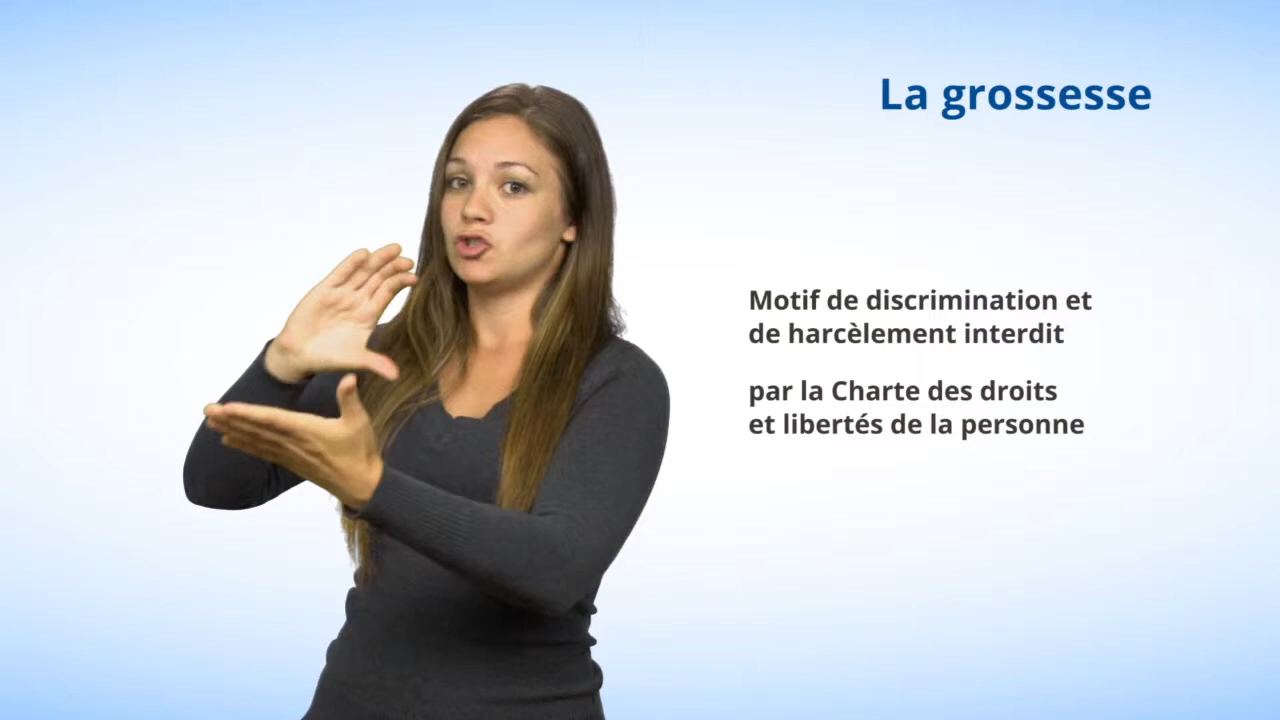 La grossesse
Motif de discrimination et
de harcèlement interdit
par la Charte des droits
et libertés de la personne